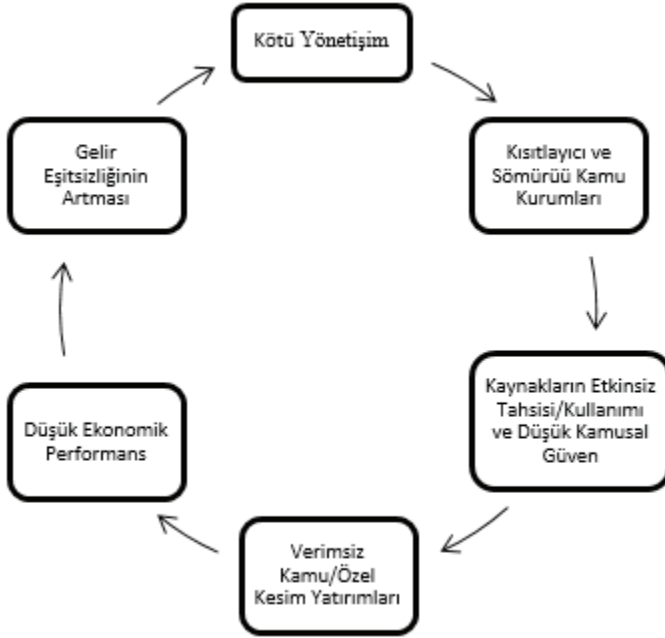 Kötü Yönetişim
Kısıtlayıcı ve
Sömürüü Kamu
Kurumları
Kaynakların Etkinsiz
Tahsisi/Kullanımı
ve Düşük Kamusal
Güven
Verimsiz
Kamu/Özel
Kesim Yatırımları
Düşük Ekonomik
Performans
Gelir
Eşitsizliğinin
Artması